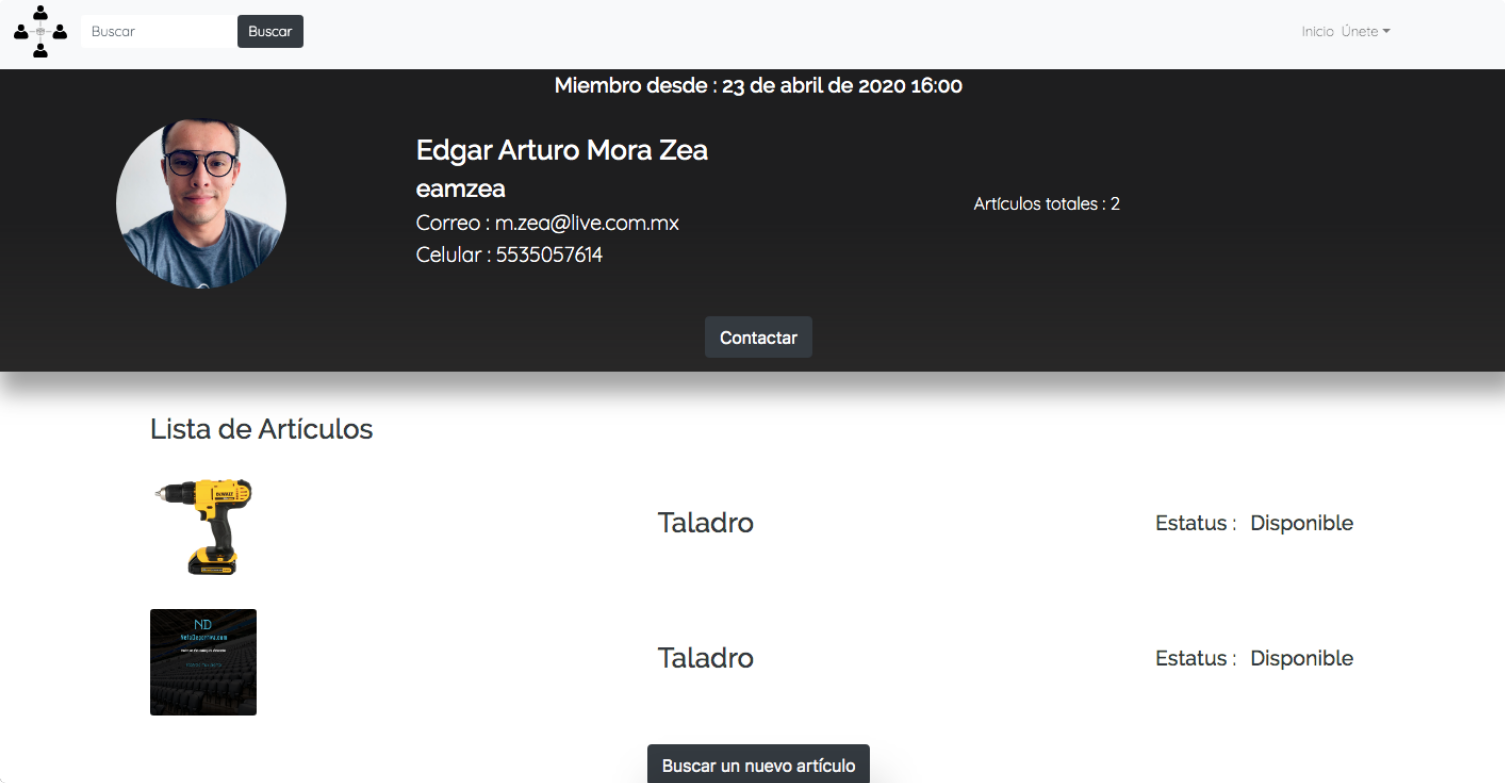 Buscar
Buscar
Inicio Únete
Miembro desde : 23 de abril de 2020 16:00
Edgar Arturo Mora Zea
eamzea
Correo : m.zea@live.com.mx
Celular : 5535057614
Artículos totales : 2
Contactar
Lista de Artículos
DEWALT
Taladro
Estatus : Disponible
ND
Taladro
Estatus : Disponible
Buscar un nuevo artículo